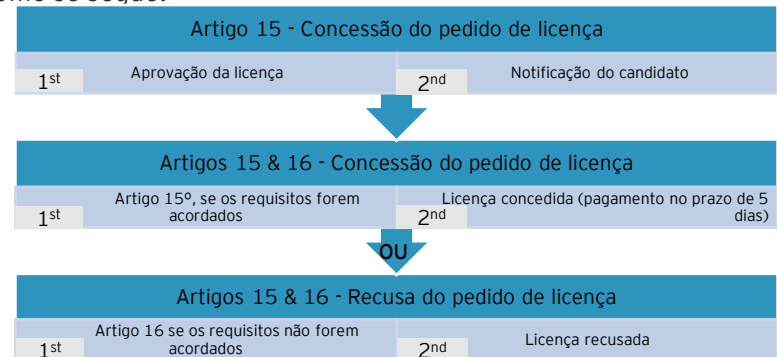 Artigo 15 - Concessão do pedido de licença
1st Aprovação da licença 2nd Notificação do candidato
Artigos 15 & 16 - Concessão do pedido de licença
1st Artigo 15º, se os requisitos forem acordados 2nd Licença concedida (pagamento no prazo de 5 dias)
OU
Artigos 15 & 16 - Recusa do pedido de licença
1st Artigo 16 se os requisitos não forem acordados 2nd Licença recusada